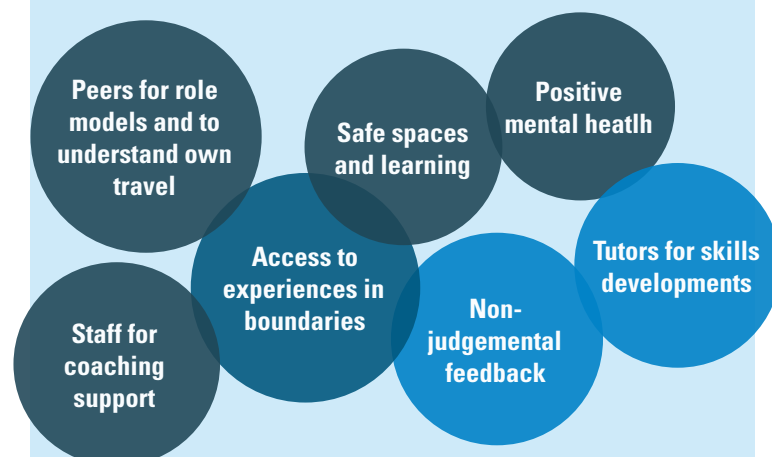 Peers for role
models and to
understand own
travel
Safe spaces
and learning
Positive
mental heatlh
Access to
experiences in
boundaries
Tutors for skills
developments
Non-
judgemental
feedback
Staff for
coaching
support